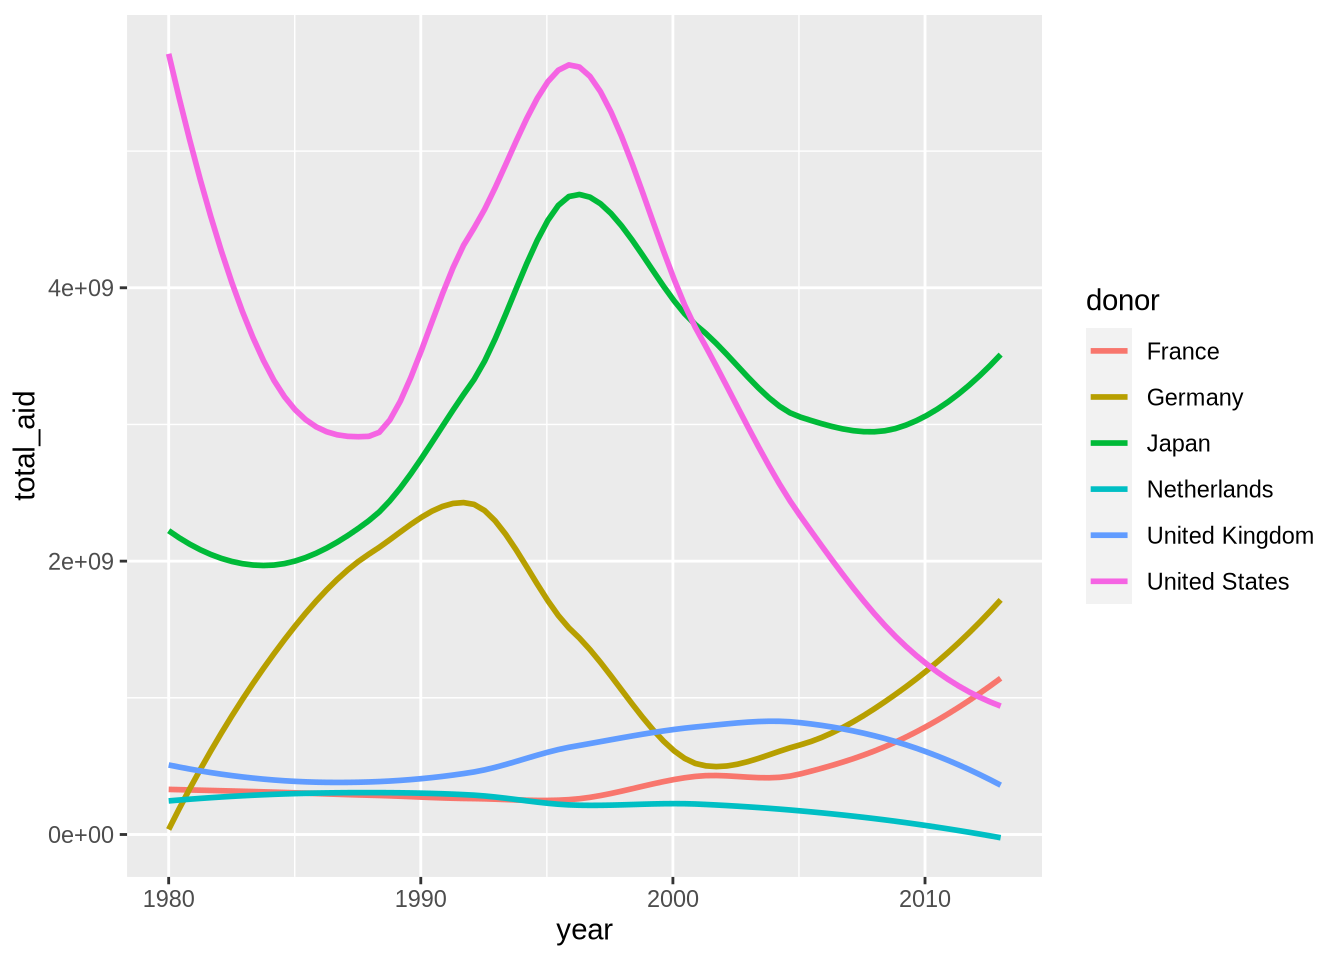 total_aid
4e+09
2e+09
0e+00
1980
1990
2000
2010
year
donor
France
Germany
Japan
Netherlands
United Kingdom
United States